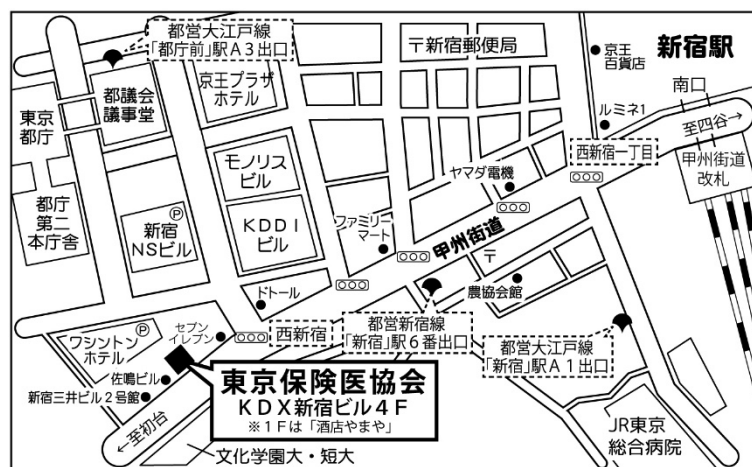 都営大江戸線
「都庁前」駅A3出口
〒新宿郵便局
京王
百貨店
新宿駅
南口
ルミネ1
至四谷→
西新宿一丁目
甲州街道
改札
東京
都庁
都議会
議事堂
京王プラザ
ホテル
モノリス
ビル
ヤマダ電機
都庁
第二
本庁舎
Ⓟ
新宿
NSビル
KDDI
ビル
ファミリー
マート
甲州街道
〒
農協会館
ドトール
Ⓟ
ワシントン
ホテル
セブン
イレブン
西新宿
都営新宿線
「新宿」駅6番出口
都営大江戸線
「新宿」駅A1出口
佐鳴ビル
新宿三井ビル2号館
東京保険医協会
KDX新宿ビル4F
※1Fは「酒店やまや」
←至初台
文化学園大・短大
JR東京
総合病院